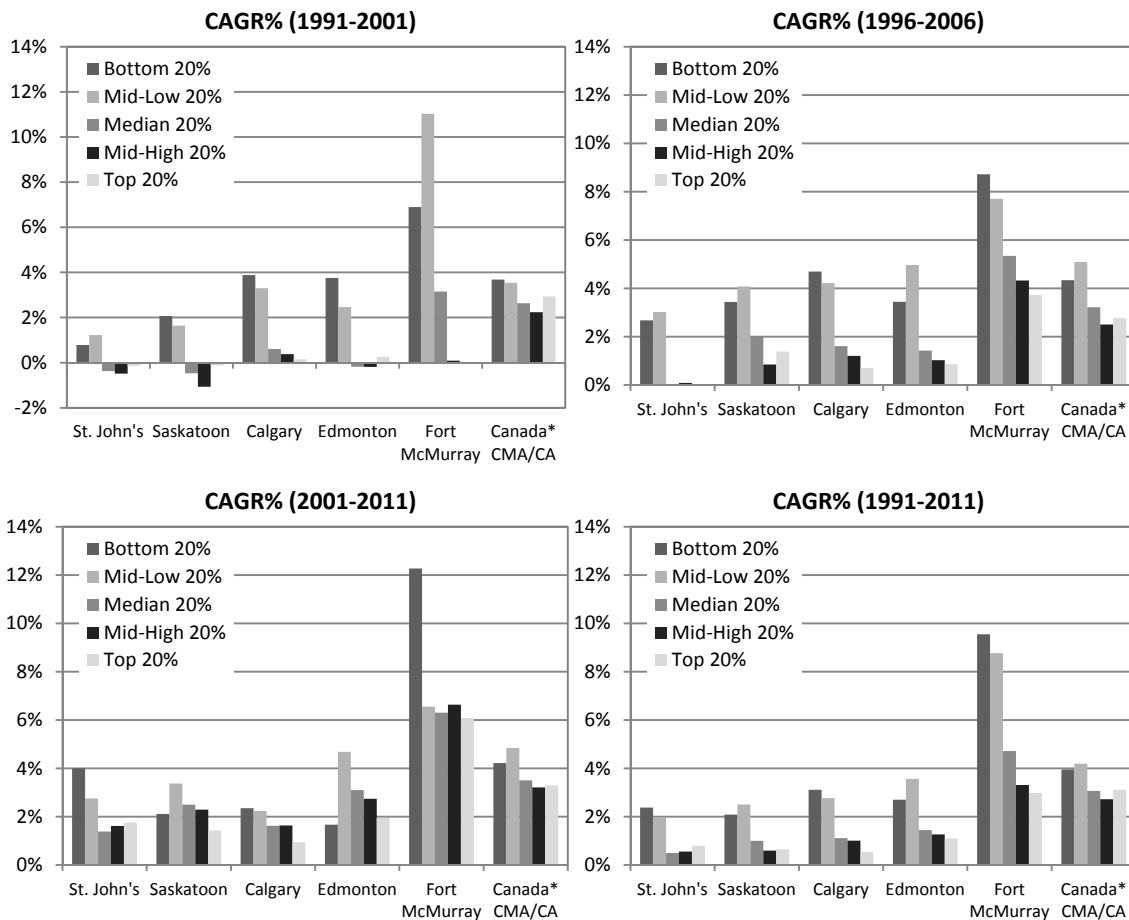 CAGR% (1991-2001)
14%
12%
10%
8%
6%
4%
2%
0%
-2%
Bottom 20%
Mid-Low 20%
Median 20%
Mid-High 20%
Top 20%
St. John's
Saskatoon
Calgary
Edmonton
Fort
McMurray
Canada*
CMA/CA
CAGR% (1996-2006)
14%
12%
10%
8%
6%
4%
2%
0%
Bottom 20%
Mid-Low 20%
Median 20%
Mid-High 20%
Top 20%
St. John's
Saskatoon
Calgary
Edmonton
Fort
McMurray
Canada*
CMA/CA
CAGR% (2001-2011)
14%
12%
10%
8%
6%
4%
2%
0%
Bottom 20%
Mid-Low 20%
Median 20%
Mid-High 20%
Top 20%
St. John's
Saskatoon
Calgary
Edmonton
Fort
McMurray
Canada*
CMA/CA
CAGR% (1991-2011)
14%
12%
10%
8%
6%
4%
2%
0%
Bottom 20%
Mid-Low 20%
Median 20%
Mid-High 20%
Top 20%
St. John's
Saskatoon
Calgary
Edmonton
Fort
McMurray
Canada*
CMA/CA